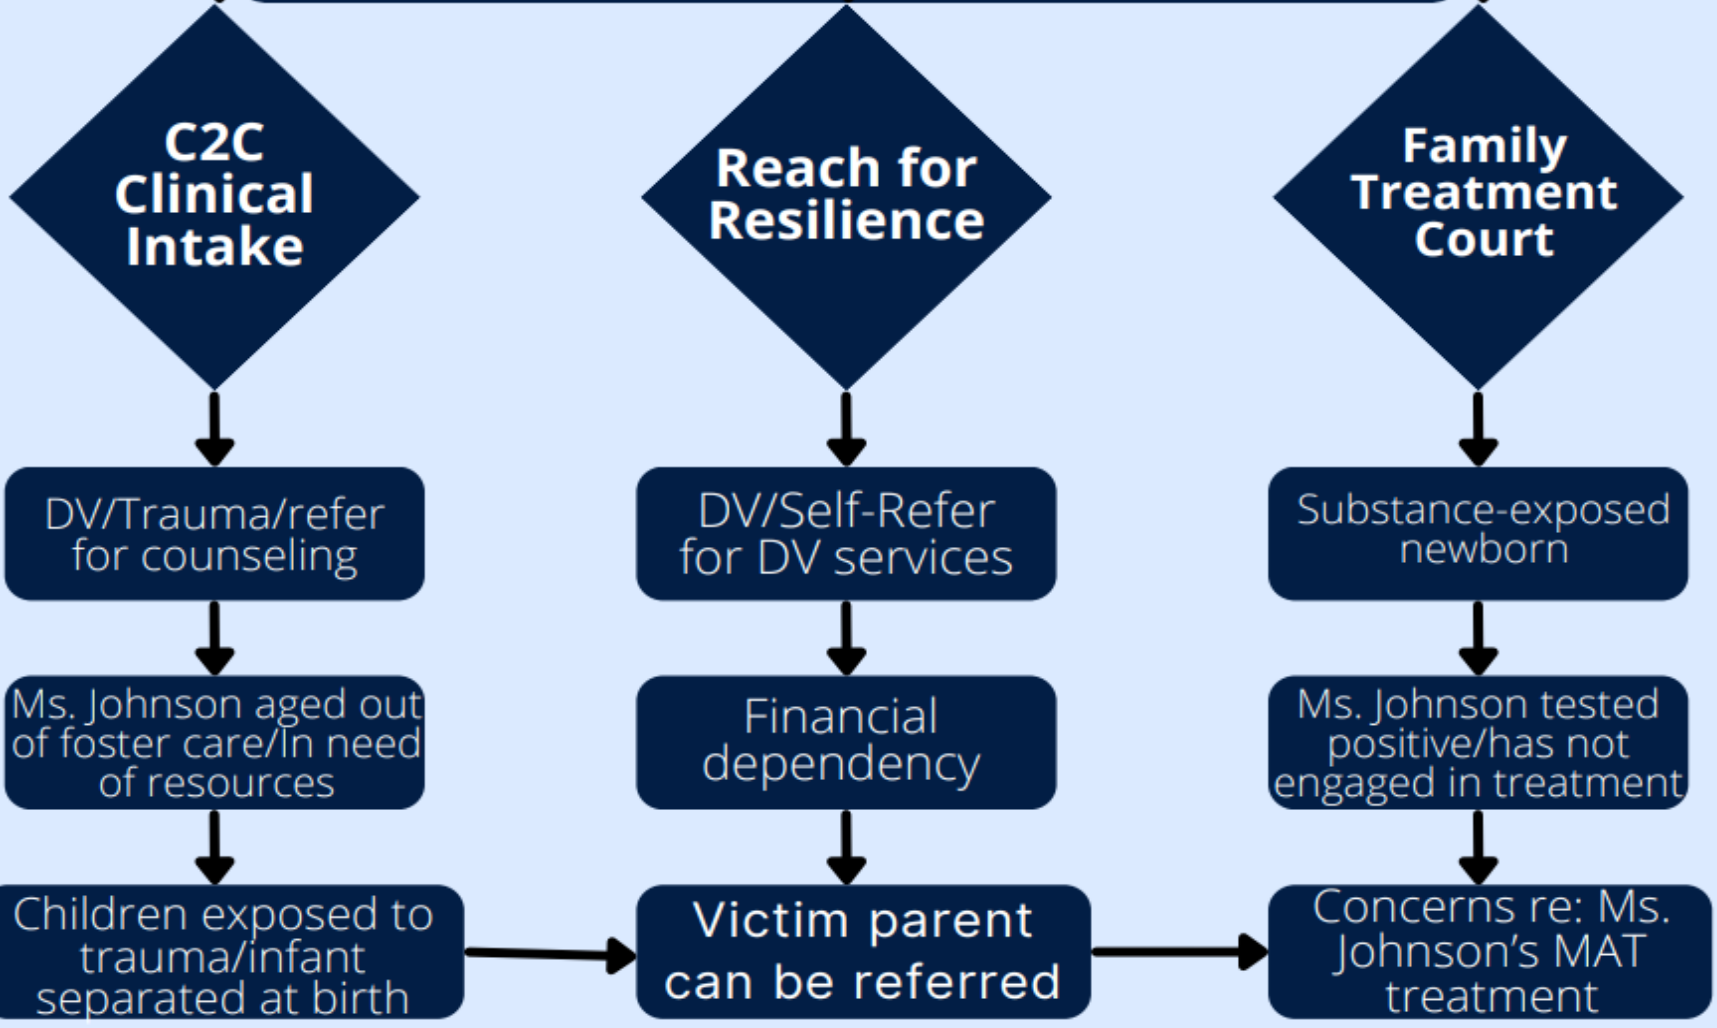 C2C
Clinical
Intake
Reach for
Resilience
Family
Treatment
Court
DV/Trauma/refer
for counseling
DV/Self-Refer
for DV services
Substance-exposed
newborn
Ms. Johnson aged out
of foster care/In need
of resources
Financial
dependency
Ms. Johnson tested
positive/has not
engaged in treatment
Children exposed to
trauma/infant
separated at birth
Victim parent
can be referred
Concerns re: Ms.
Johnson’s MAT
treatment